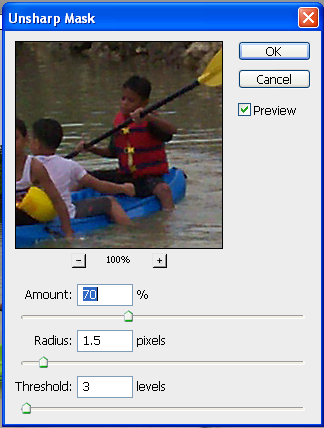 Unsharp Mask
OK
Cancel
Preview
100%
Amount: 70 %
Radius: 1.5 pixels
Threshold: 3 levels